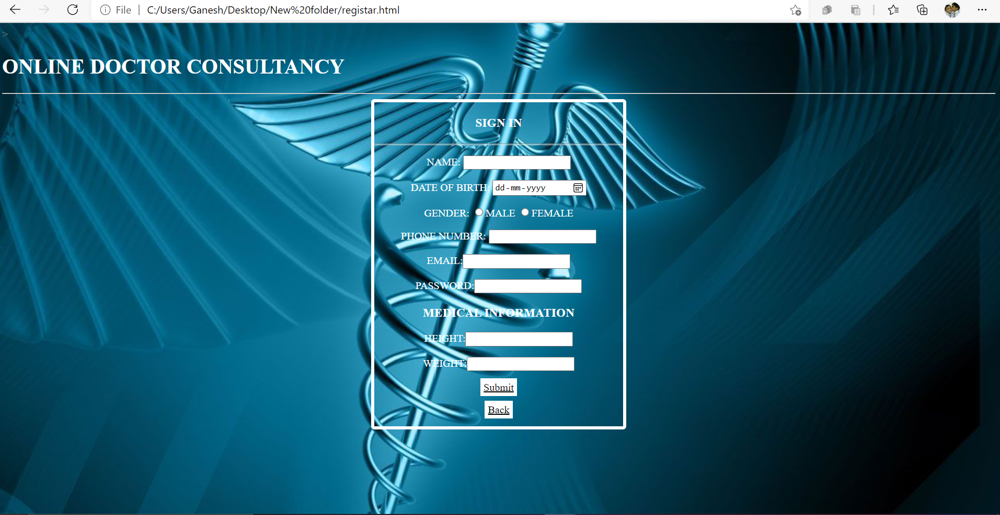 File | C:/Users/Ganesh/Desktop/New%20folder/registar.html
>
ONLINE DOCTOR CONSULTANCY
SIGN IN
NAME:
DATE OF BIRTH: dd-mm-yyyy
GENDER: MALE FEMALE
PHONE NUMBER:
EMAIL:
PASSWORD:
MEDICAL INFORMATION
HEIGHT:
WEIGHT:
Submit
Back